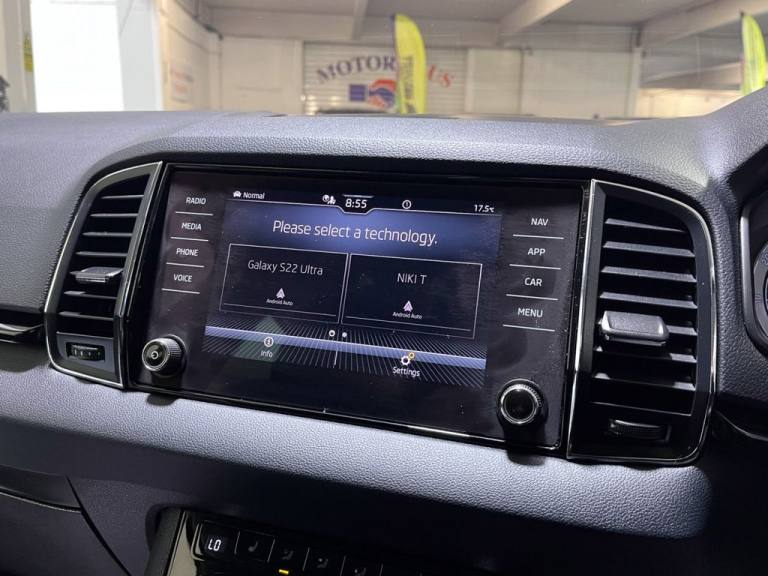 MOTOR US
Normal
8:55
17.5°C
RADIO
MEDIA
PHONE
VOICE
Please select a technology.
Galaxy S22 Ultra
Android Auto
NIKI T
Android Auto
Info
Settings
NAV
APP
CAR
MENU
LO